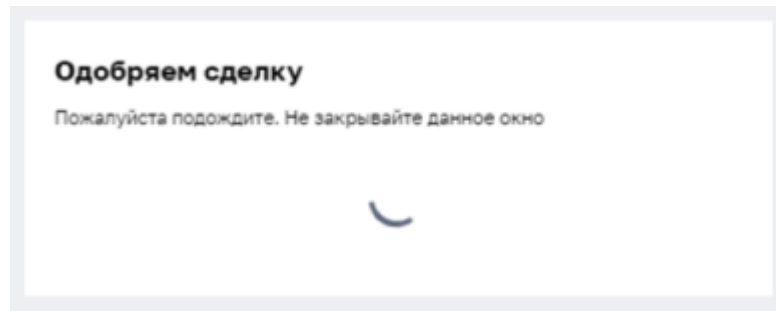 Одобряем сделку
Пожалуйста подождите. Не закрывайте данное окно